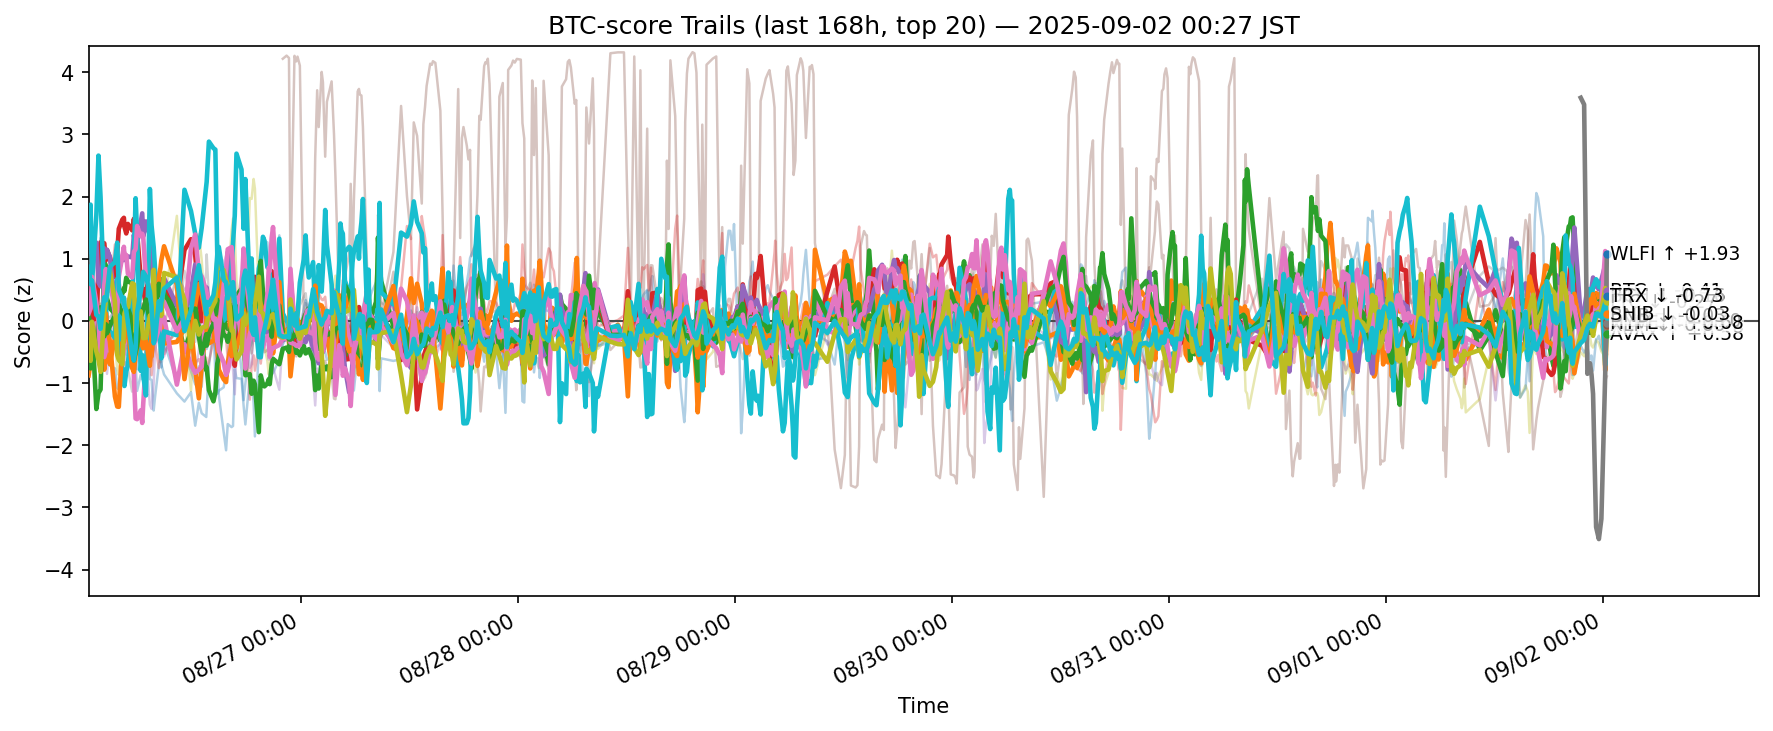 BTC-score Trails (last 168h, top 20) — 2025-09-02 00:27 JST
Score (z)
4
3
2
1
0
−1
−2
−3
−4
WLFI ↑ +1.93
TRX ↓ -0.73
SHIB ↓ -0.03
AVAX ↑ +0.58
08/27 00:00
08/28 00:00
08/29 00:00
08/30 00:00
08/31 00:00
09/01 00:00
09/02 00:00
Time